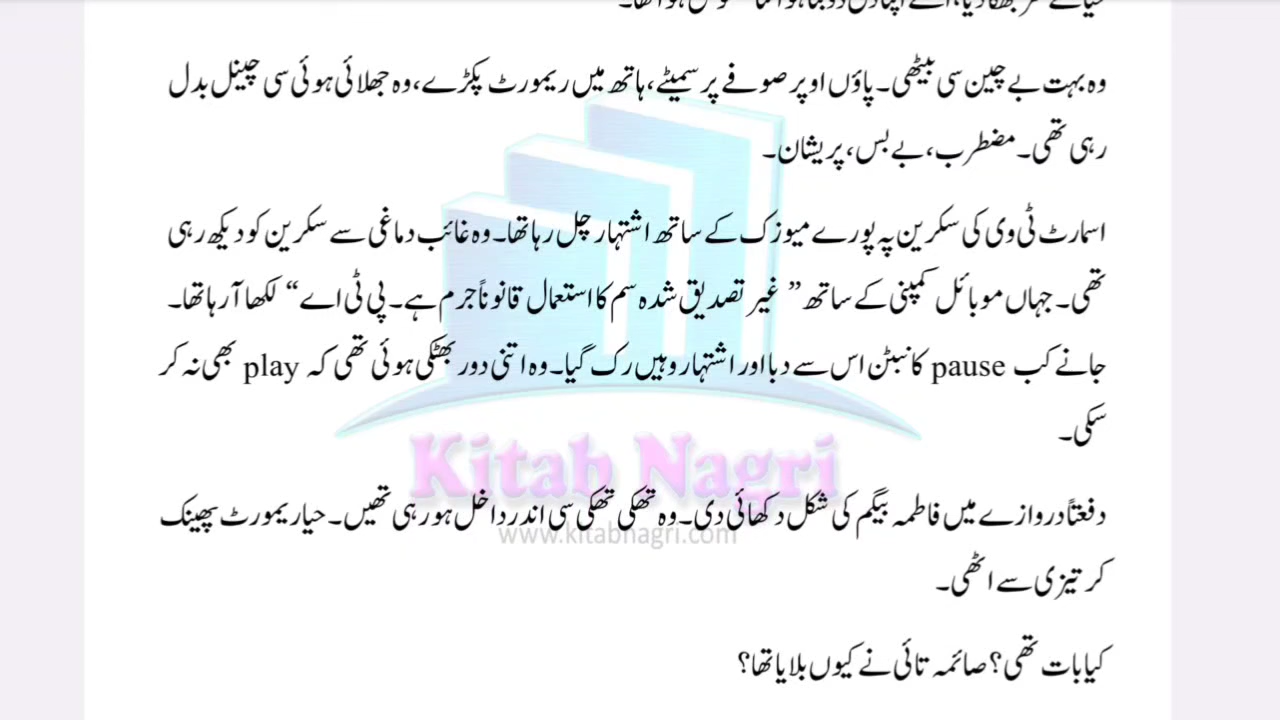 وہ بہت بے چین سی بیٹھی۔ پاؤں اوپر صوفے پر سمیٹے، ہاتھ میں ریمورٹ پکڑے، وہ جھلائی ہوئی سی چینل بدل
رہی تھی۔ مضطرب، بے بس، پریشان۔
اسمارٹ ٹی وی کی سکرین پہ پورے میوزک کے ساتھ اشتہار چل رہا تھا۔ وہ غائب دماغی سے سکرین کو دیکھ رہی
تھی۔ جہاں موبائل کمپنی کے ساتھ ”غیر تصدیق شدہ سم کا استعمال قانوناً جرم ہے۔ پی ٹی اے“ لکھا آ رہا تھا۔
جانے کب pause کا بٹن اس سے دبا اور اشتہار وہیں رک گیا۔ وہ اتنی دور بھٹکی ہوئی تھی کہ play بھی نہ کر
سکی۔
Kitab Nagri
دفعتاً دروازے میں فاطمہ بیگم کی شکل دکھائی دی۔ وہ تھکی تھکی سی اندر داخل ہو رہی تھیں۔ حیا ریمورٹ پھینک
www.kitabnagri.com
کر تیزی سے اٹھی۔
کیا بات تھی؟ صائمہ تائی نے کیوں بلایا تھا؟